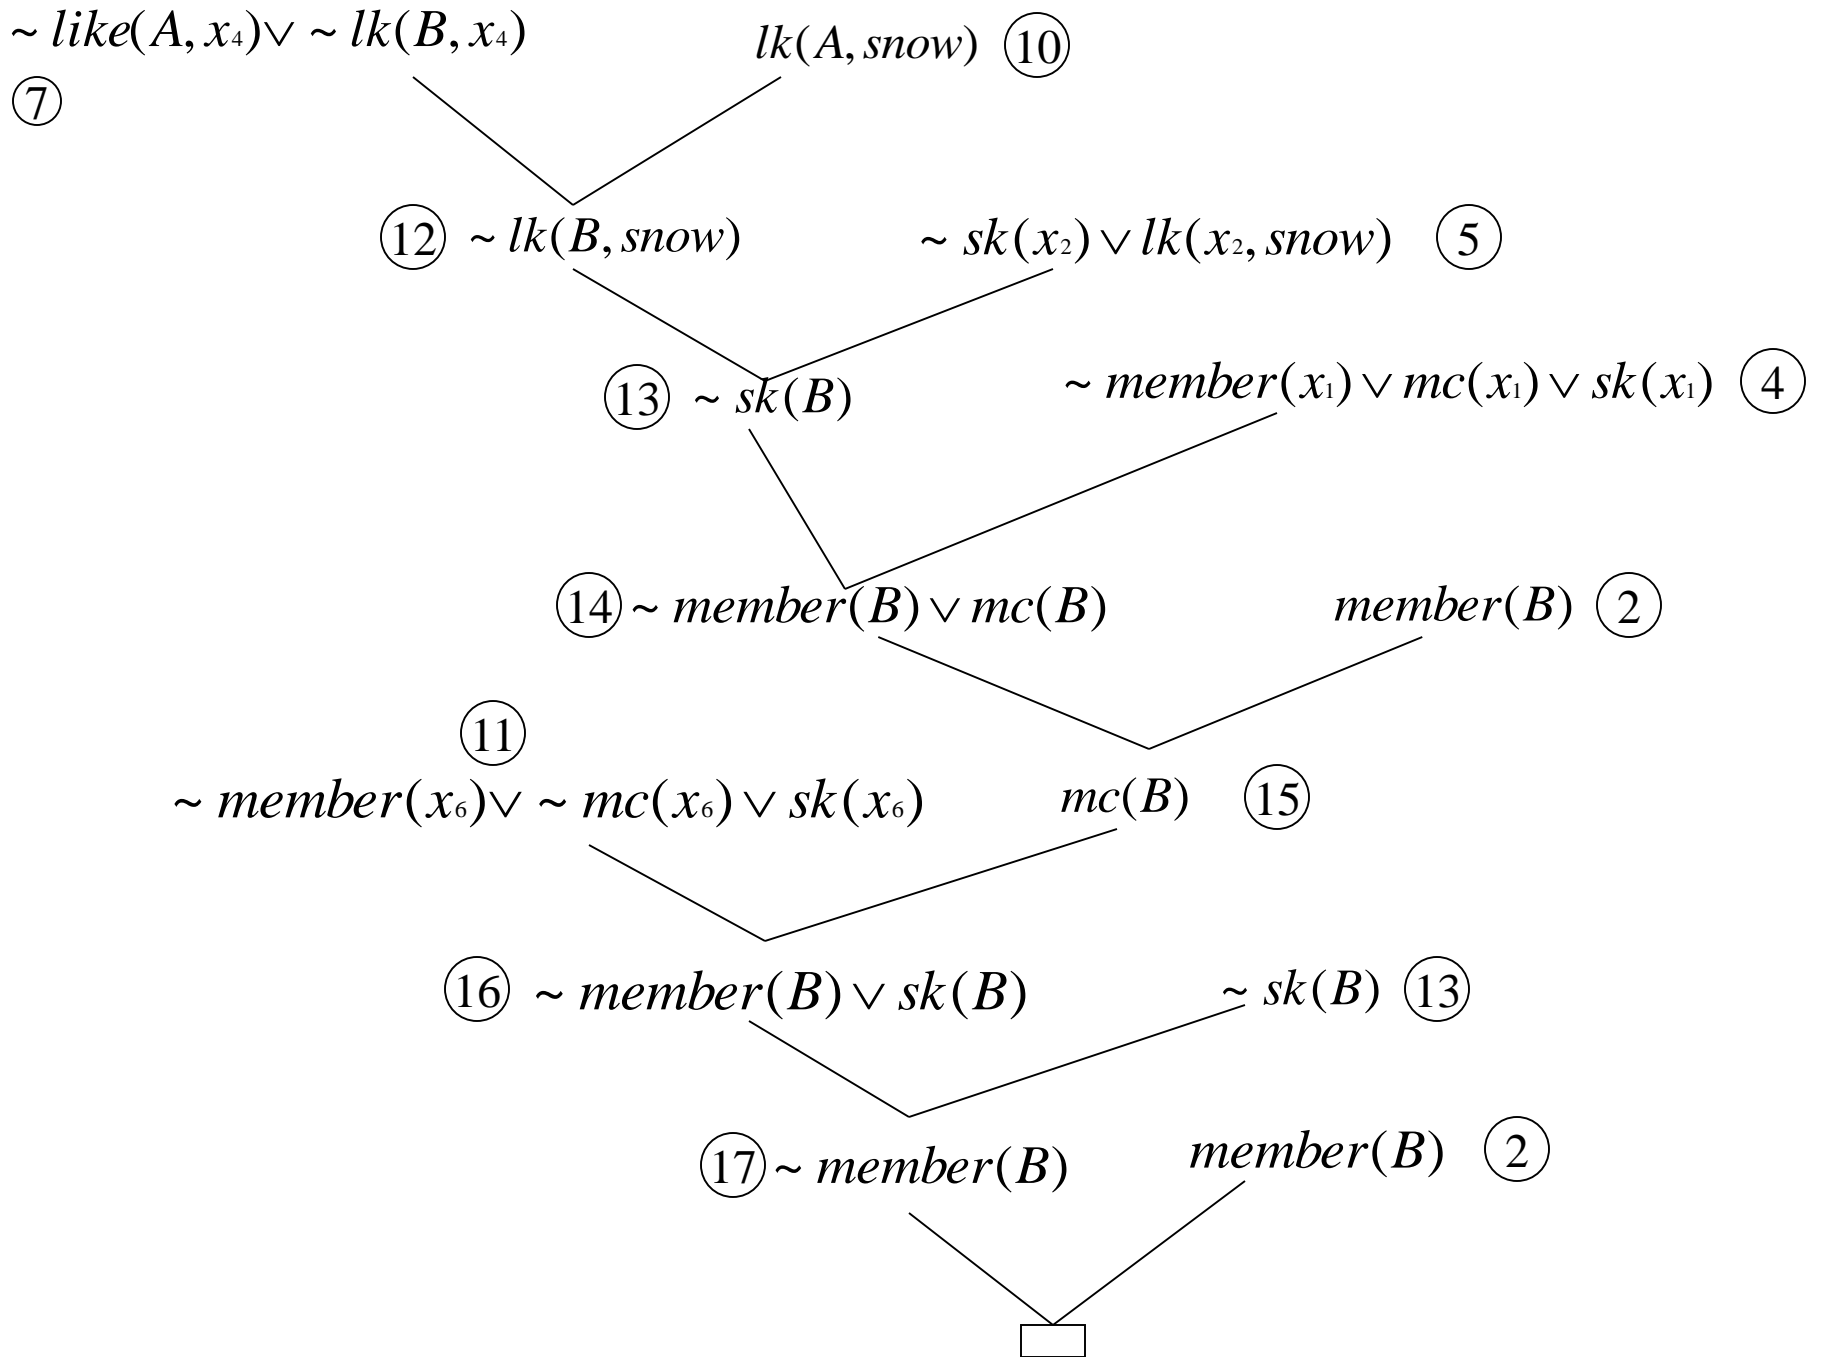 ~ like(A, x₄)∨ ~ lk(B, x₄) lk(A, snow) 10
7
12 ~ lk(B, snow) ~ sk(x₂) ∨ lk(x₂, snow) 5
13 ~ sk(B) ~ member(x₁) ∨ mc(x₁) ∨ sk(x₁) 4
14 ~ member(B) ∨ mc(B) member(B) 2
11
~ member(x₆)∨ ~ mc(x₆) ∨ sk(x₆) mc(B) 15
16 ~ member(B) ∨ sk(B) ~ sk(B) 13
17 ~ member(B) member(B) 2